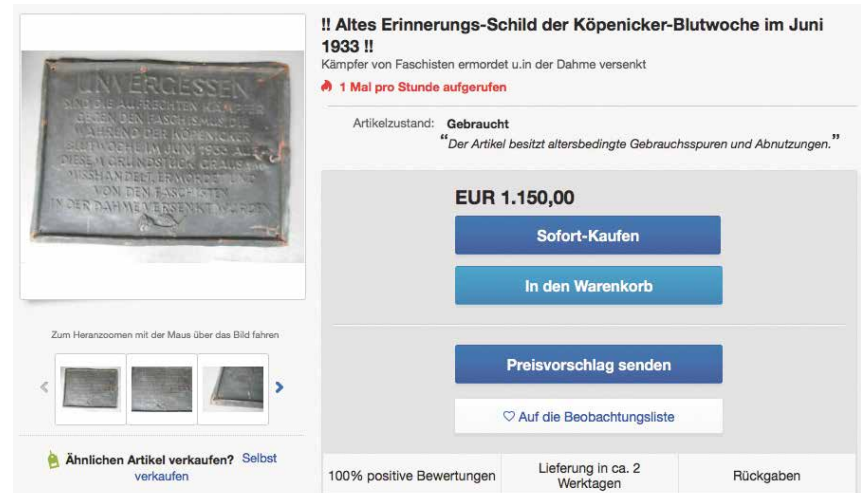 !! Altes Erinnerungs-Schild der Köpenicker-Blutwoche im Juni
1933 !!
Kämpfer von Faschisten ermordet u.in der Dahme versenkt
1 Mal pro Stunde aufgerufen
Artikelzustand: Gebraucht
“Der Artikel besitzt altersbedingte Gebrauchsspuren und Abnutzungen.”
UNVERGESSEN
SIND DIE AUFRECHTEN KÄMPFER
GEGEN DEN FASCHISMUS, DIE
WÄHREND DER KÖPENICKER
BLUTWOCHE IM JUNI 1933 AUF
DIESEM GRUNDSTÜCK GRAUSAM
MISSHANDELT, ERMORDET UND
VON DEN FASCHISTEN
IN DER DAHME VERSENKT WURDEN
EUR 1.150,00
Sofort-Kaufen
In den Warenkorb
Preisvorschlag senden
Auf die Beobachtungsliste
Zum Heranzoomen mit der Maus über das Bild fahren
Ähnlichen Artikel verkaufen? Selbst
verkaufen
100% positive Bewertungen
Lieferung in ca. 2
Werktagen
Rückgaben